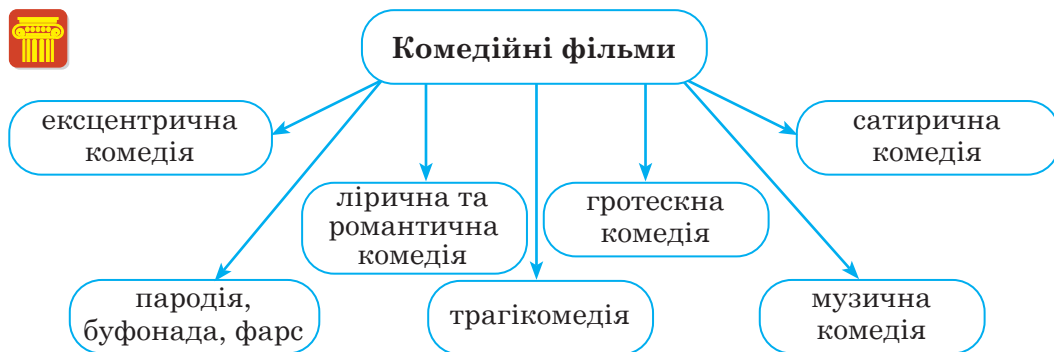 Комедійні фільми
ексцентрична
комедія
сатирична
комедія
лірична та
романтична
комедія
гротескна
комедія
пародія,
буфонада, фарс
трагікомедія
музична
комедія